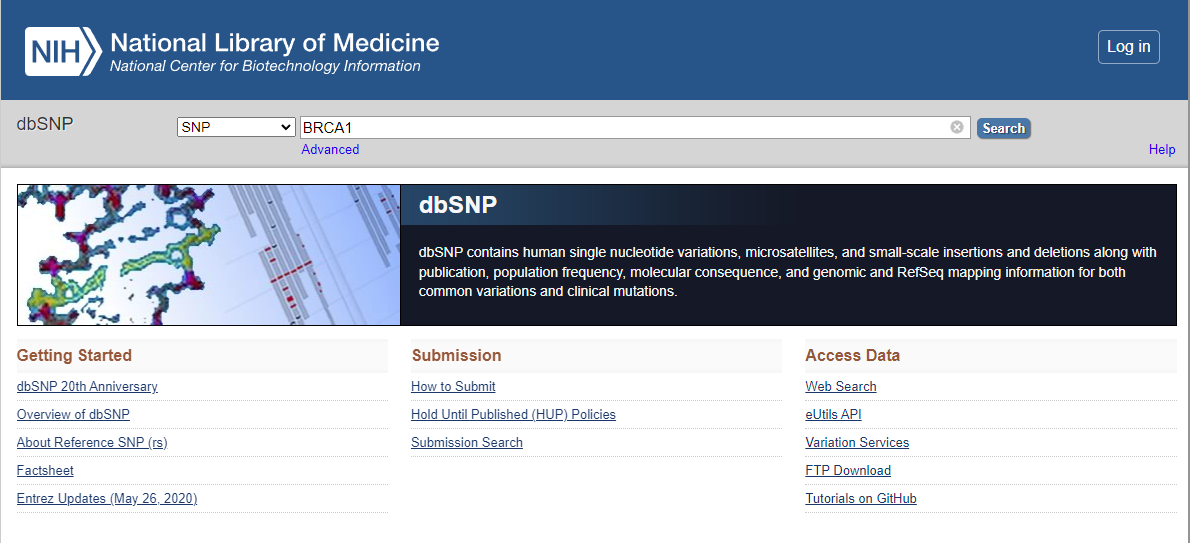 NIH National Library of Medicine
National Center for Biotechnology Information
Log in
dbSNP
SNP
BRCA1
Search
Advanced
Help
dbSNP
dbSNP contains human single nucleotide variations, microsatellites, and small-scale insertions and deletions along with
publication, population frequency, molecular consequence, and genomic and RefSeq mapping information for both
common variations and clinical mutations.
Getting Started
dbSNP 20th Anniversary
Overview of dbSNP
About Reference SNP (rs)
Factsheet
Entrez Updates (May 26, 2020)
Submission
How to Submit
Hold Until Published (HUP) Policies
Submission Search
Access Data
Web Search
eUtils API
Variation Services
FTP Download
Tutorials on GitHub